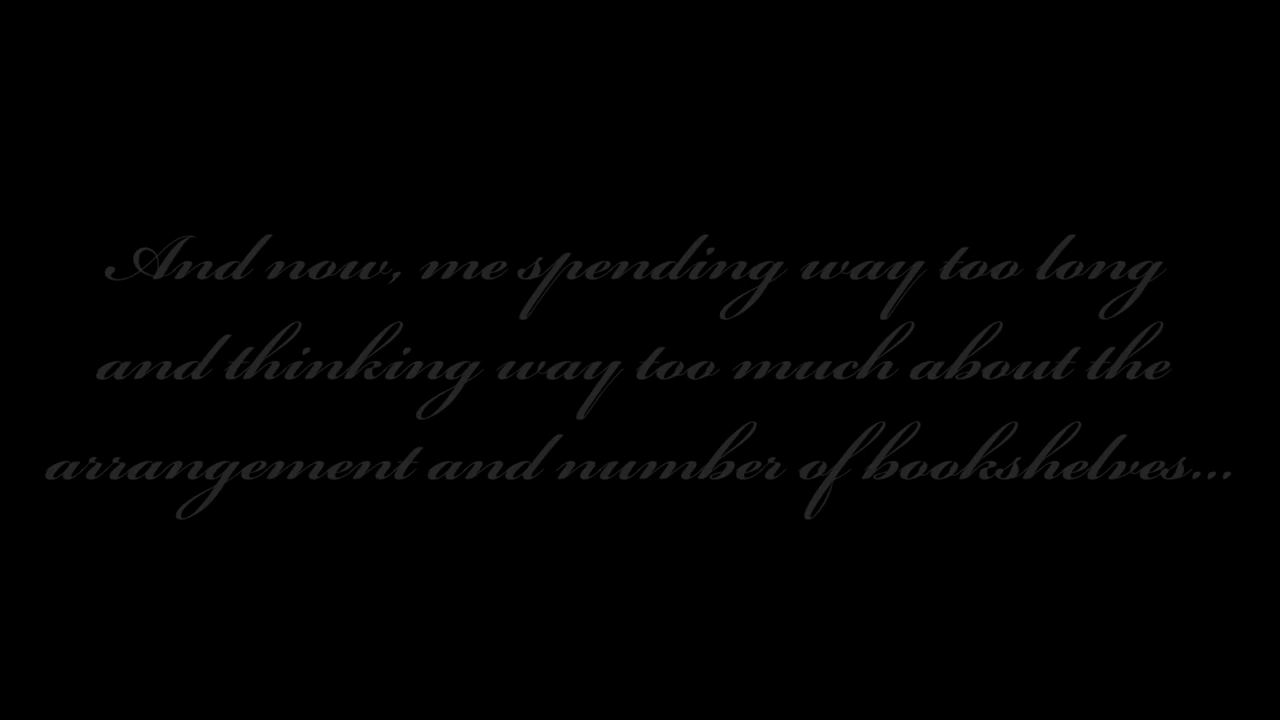 And now, me spending way too long
and thinking way too much about the
arrangement and number of bookshelves...